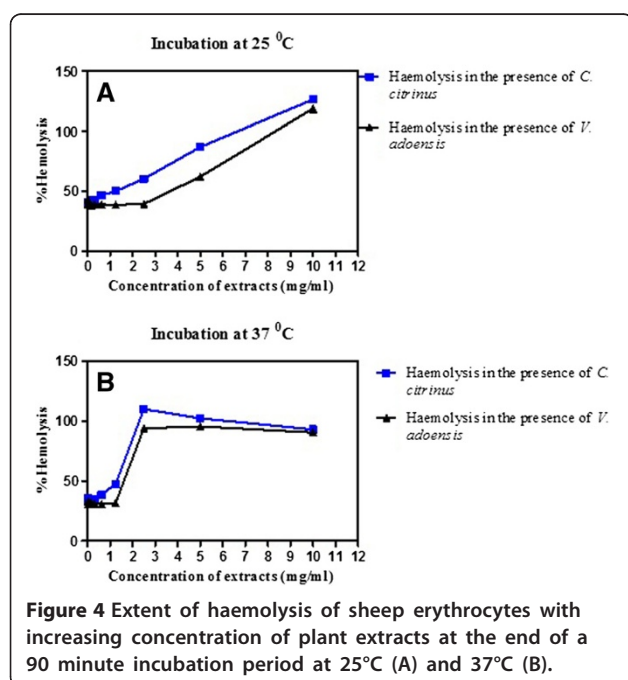 Incubation at 25 ⁰C
A
150
100
50
0
%Hemolysis
0 1 2 3 4 5 6 7 8 9 10 11 12
Concentration of extracts (mg/ml)
Haemolysis in the presence of C.
citrinus
Haemolysis in the presence of V.
adoensis
Incubation at 37 ⁰C
B
150
100
50
0
%Hemolysis
0 1 2 3 4 5 6 7 8 9 10 11 12
Concentration of extracts (mg/ml)
Haemolysis in the presence of C.
citrinus
Haemolysis in the presence of V.
adoensis
Figure 4 Extent of haemolysis of sheep erythrocytes with
increasing concentration of plant extracts at the end of a
90 minute incubation period at 25°C (A) and 37°C (B).